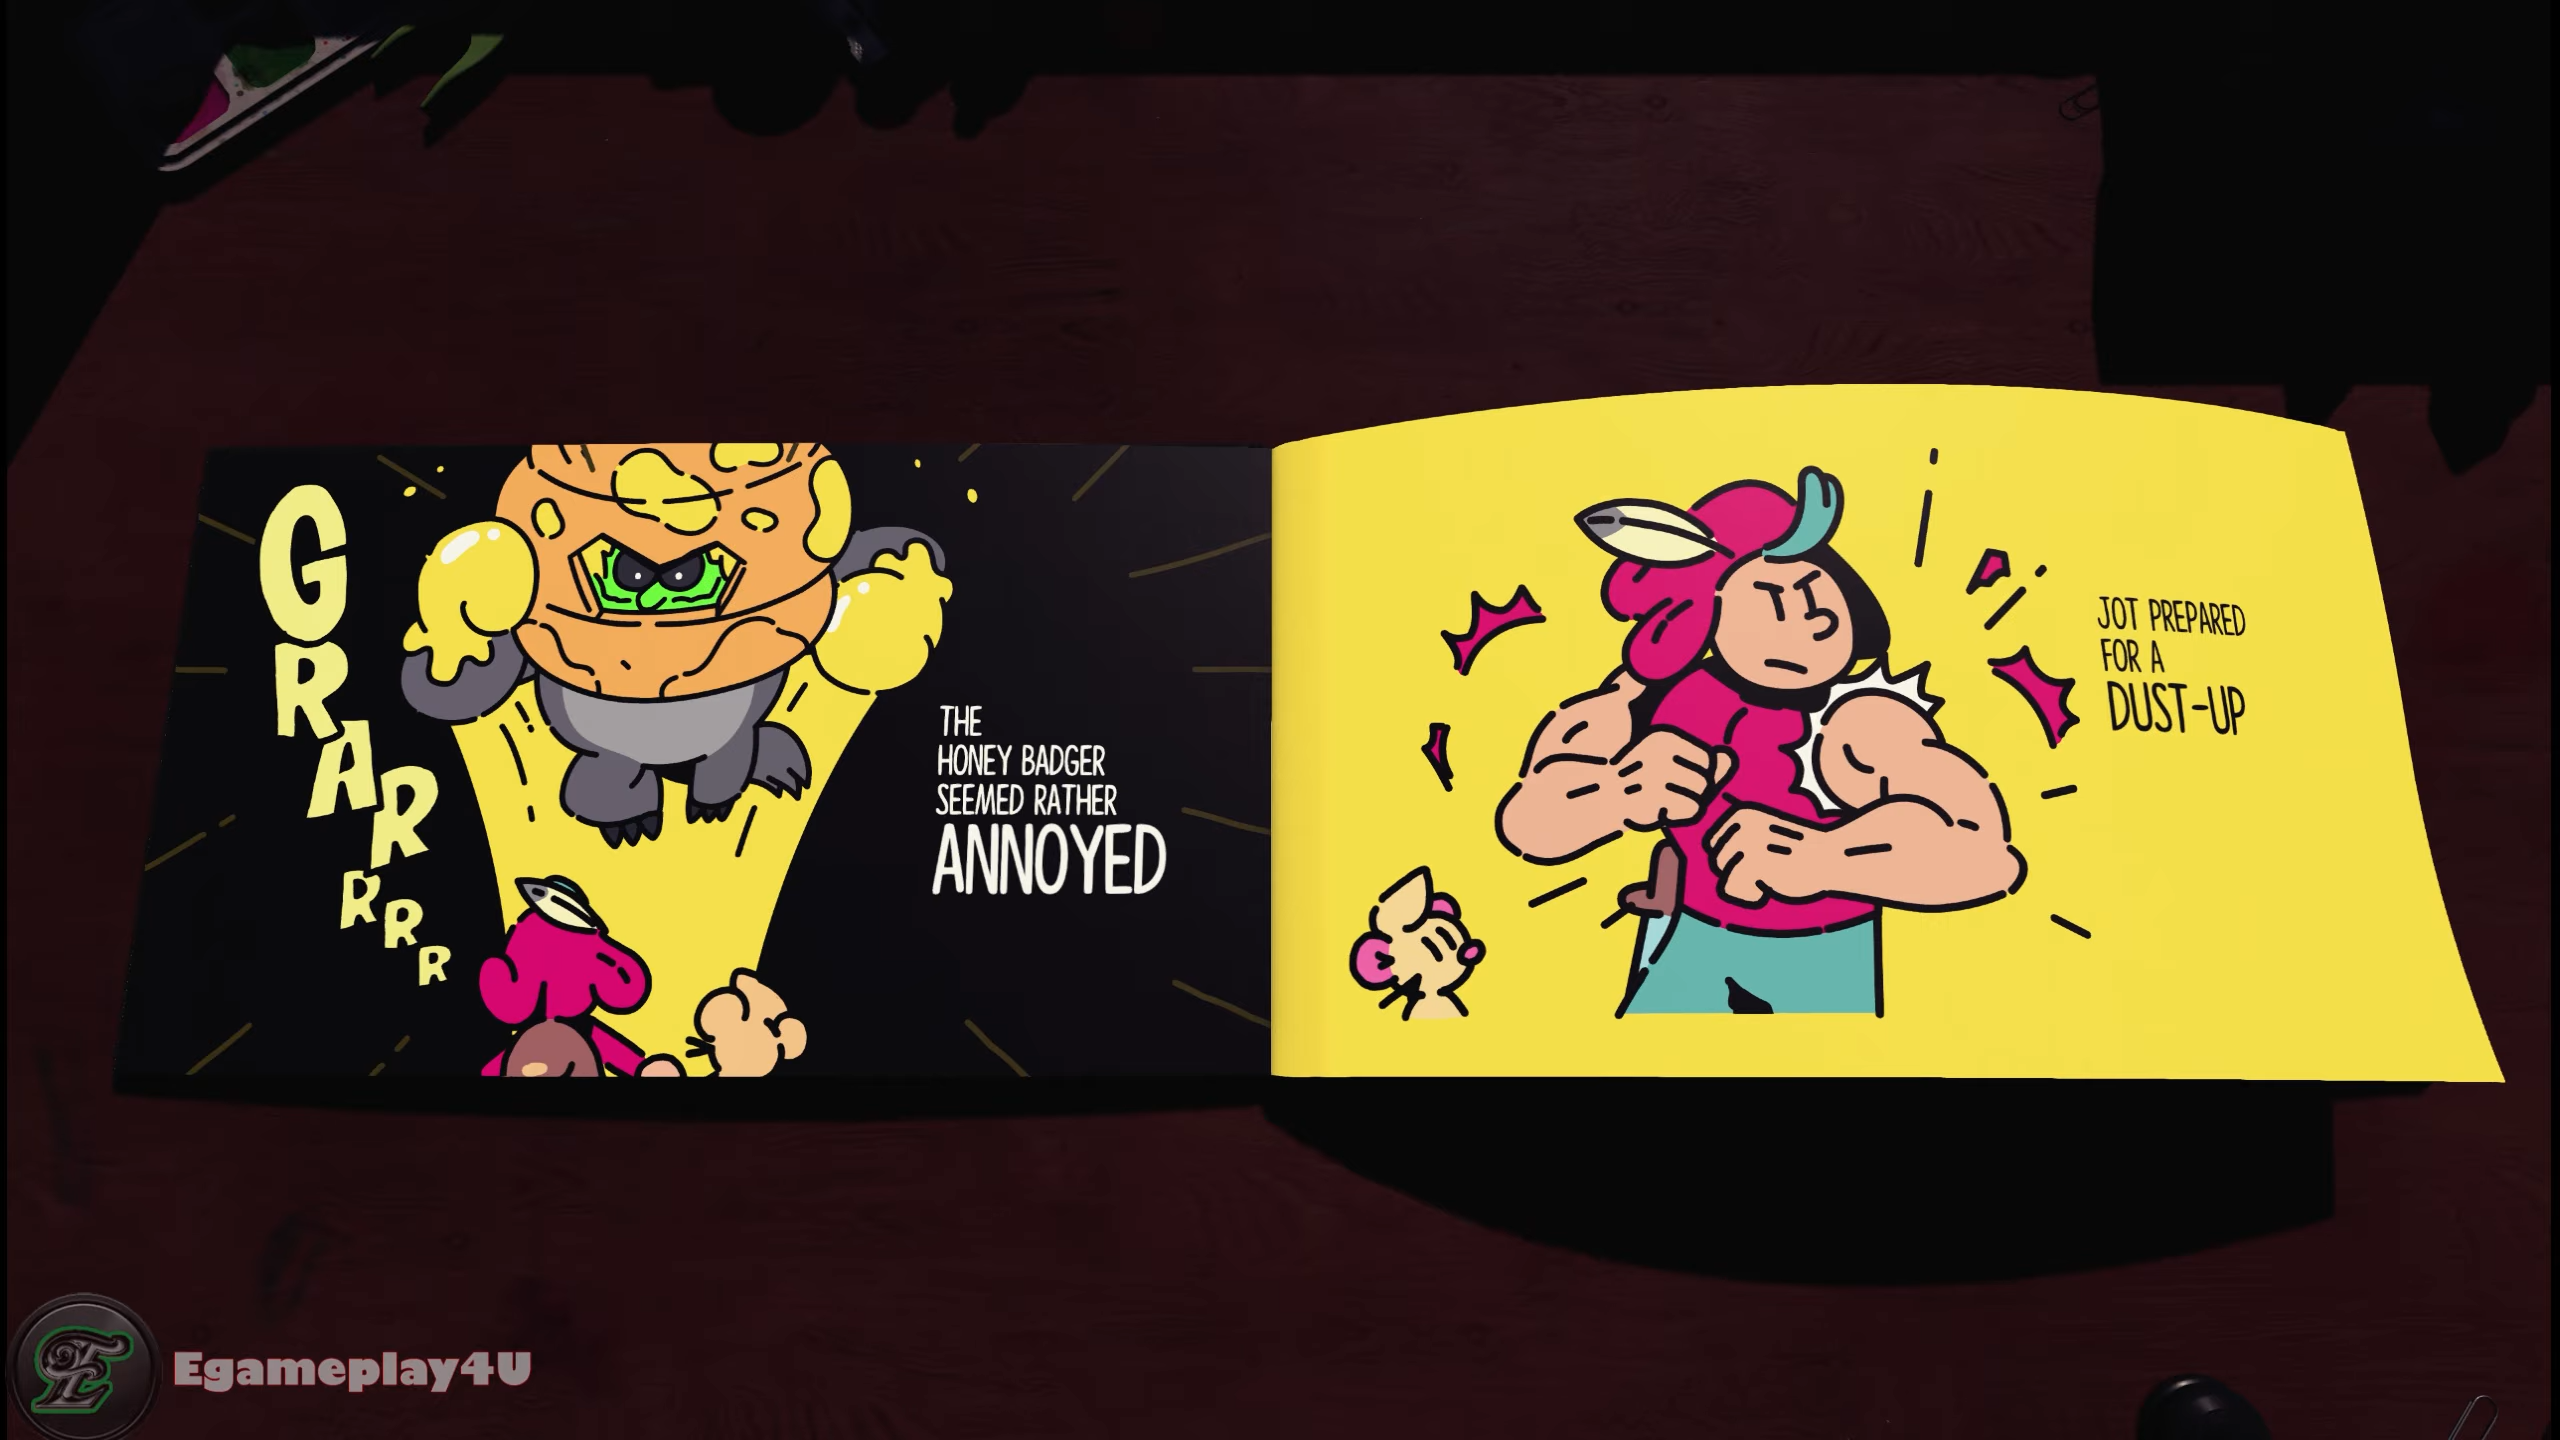 GRARRRR
THE
HONEY BADGER
SEEMED RATHER
ANNOYED
JOT PREPARED
FOR A
DUST-UP
Egameplay4U